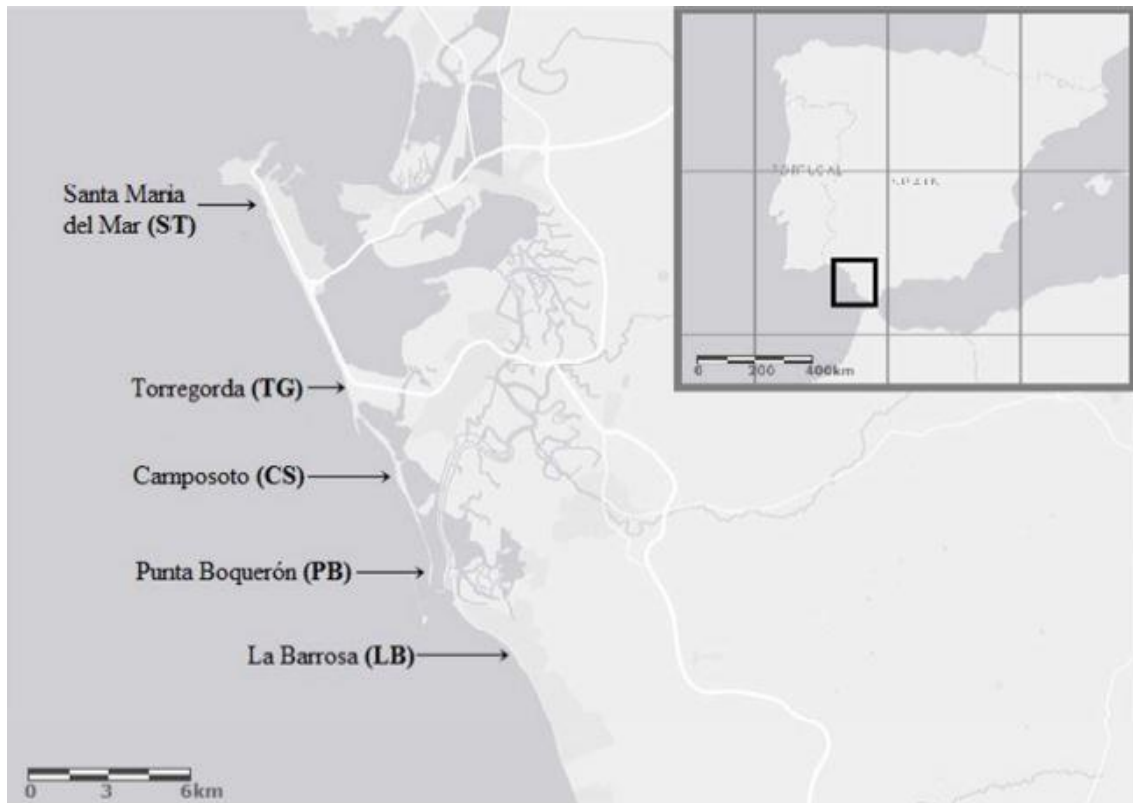 Santa Maria
del Mar (ST)
Torregorda (TG)
Camposoto (CS)
Punta Boquerón (PB)
La Barrosa (LB)
0 3 6km
PORTUGAL
0 200 400km